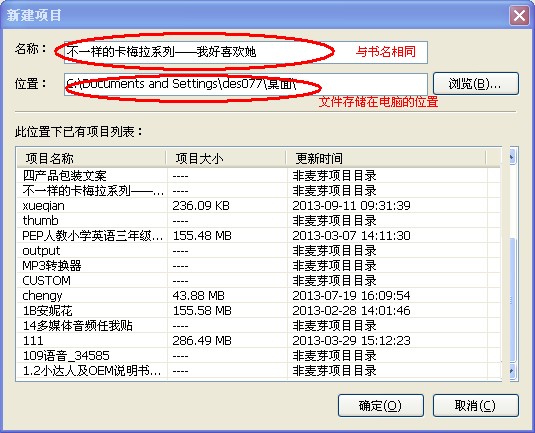 新建项目
名称： 不一样的卡梅拉系列——我好喜欢她 与书名相同
位置： C:\Documents and Settings\des077\桌面\ 浏览(B)...
文件存储在电脑的位置
此位置下已有项目列表：
项目名称 项目大小 更新时间
四产品包装文案 ---- 非麦芽项目目录
不一样的卡梅拉系列——... ---- 非麦芽项目目录
xueqian 236.09 KB 2013-09-11 09:31:39
thumb ---- 非麦芽项目目录
PEP人教小学英语三年级... 155.48 MB 2013-03-07 14:11:30
output ---- 非麦芽项目目录
MP3转换器 ---- 非麦芽项目目录
CUSTOM ---- 非麦芽项目目录
chengy 43.88 MB 2013-07-19 16:09:54
1B安妮花 155.58 MB 2013-02-28 14:01:46
14多媒体音频任我贴 ---- 非麦芽项目目录
111 286.49 MB 2013-03-29 15:12:23
109语音_34585 ---- 非麦芽项目目录
1.2小达人及OEM说明书... ---- 非麦芽项目目录
确定(O) 取消(C)